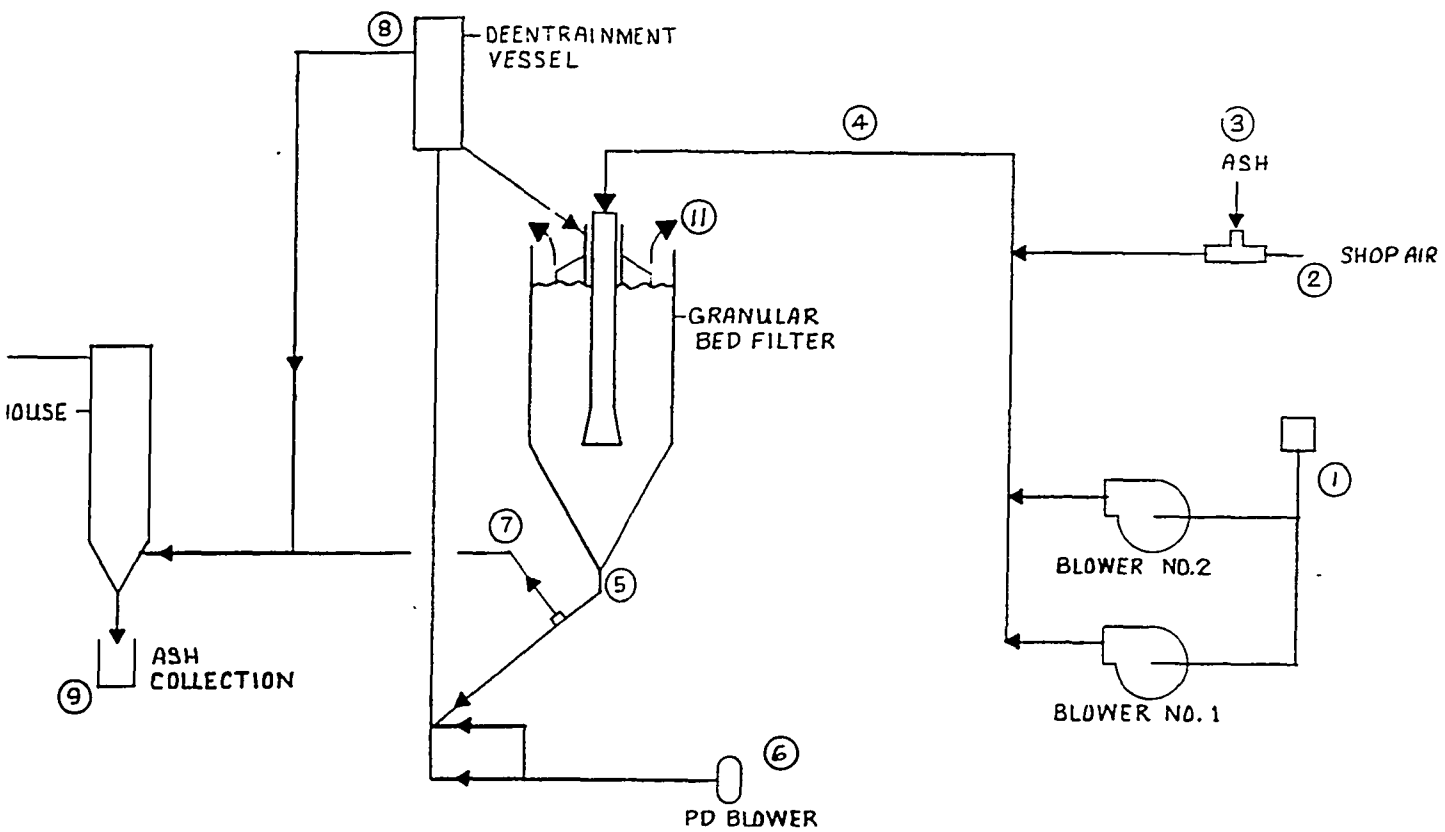 8
DEENTRAINMENT
VESSEL
4
3
ASH
11
SHOP AIR
2
GRANULAR
BED FILTER
HOUSE
1
7
BLOWER NO.2
5
ASH
COLLECTION
9
BLOWER NO. 1
6
PD BLOWER